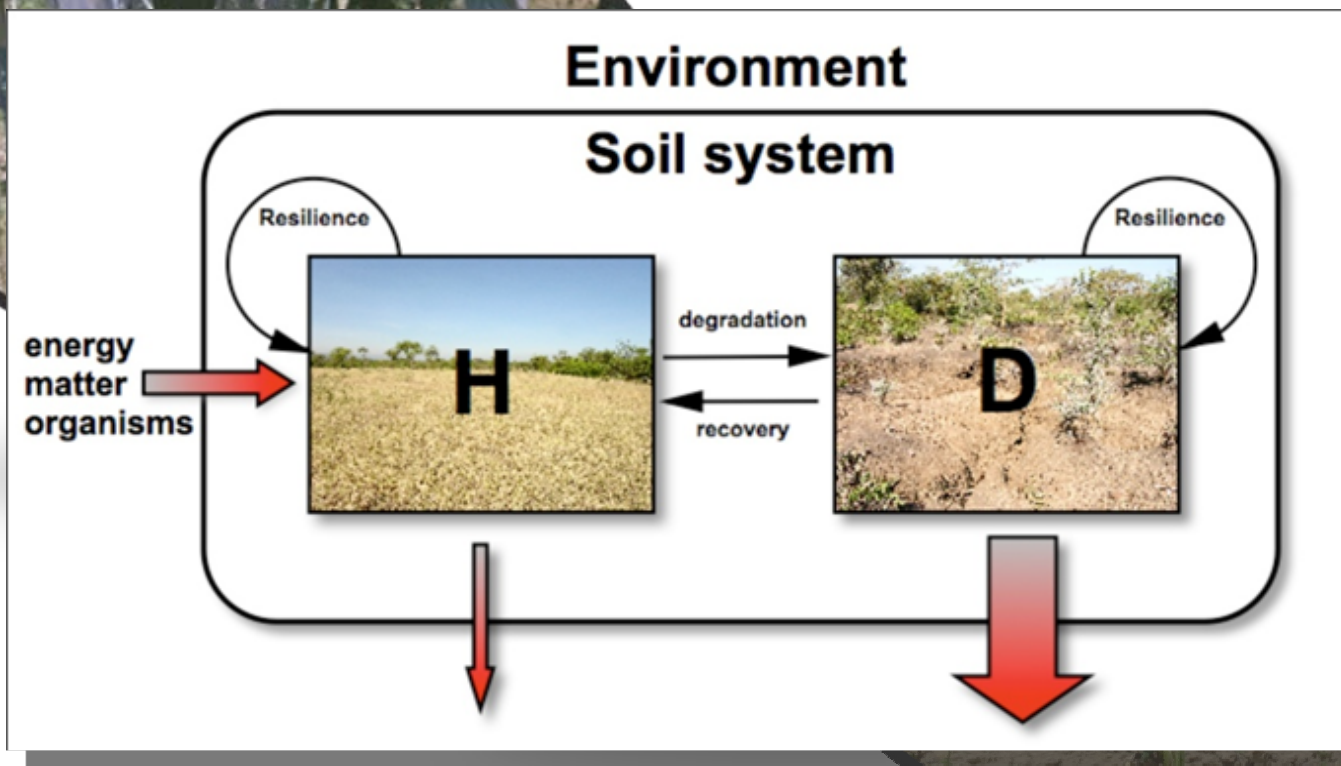 Environment
Soil system
Resilience
Resilience
energy
matter
organisms
H
degradation
recovery
D